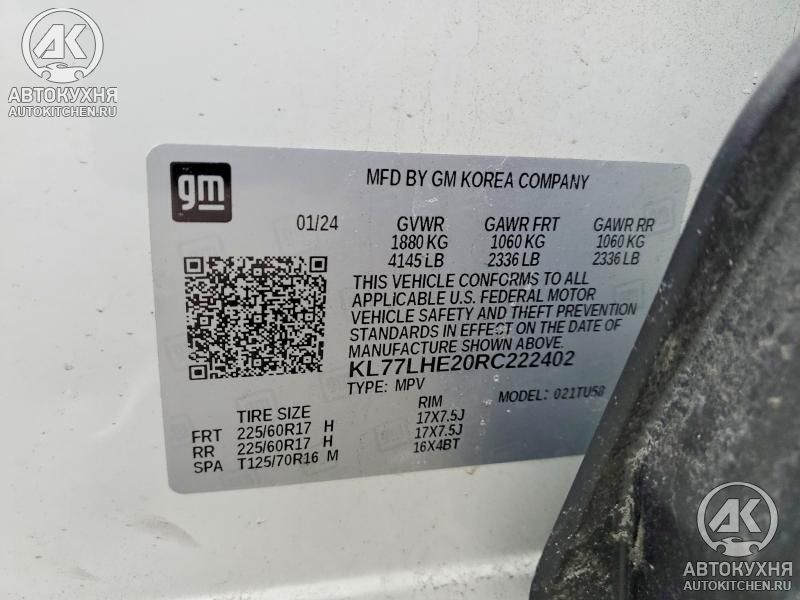 АК
АВТОКУХНЯ
AUTOKITCHEN.RU
gm
MFD BY GM KOREA COMPANY
01/24 GVWR GAWR FRT GAWR RR
1880 KG 1060 KG 1060 KG
4145 LB 2336 LB 2336 LB
THIS VEHICLE CONFORMS TO ALL
APPLICABLE U.S. FEDERAL MOTOR
VEHICLE SAFETY AND THEFT PREVENTION
STANDARDS IN EFFECT ON THE DATE OF
MANUFACTURE SHOWN ABOVE.
KL77LHE20RC222402
TYPE: MPV MODEL: 021TU58
TIRE SIZE RIM
FRT 225/60R17 H 17X7.5J
RR 225/60R17 H 17X7.5J
SPA T125/70R16 M 16X4BT
АК
АВТОКУХНЯ
AUTOKITCHEN.RU